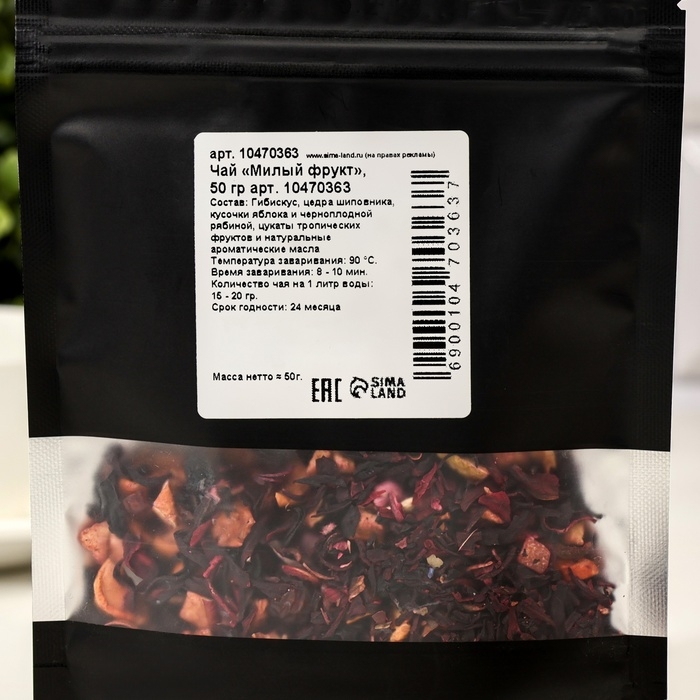 арт. 10470363 www.sima-land.ru (на правах рекламы)
Чай «Милый фрукт»,
50 гр арт. 10470363
Состав: Гибискус, цедра шиповника,
кусочки яблока и черноплодной
рябиной, цукаты тропических
фруктов и натуральные
ароматические масла
Температура заваривания: 90 °С.
Время заваривания: 8 - 10 мин.
Количество чая на 1 литр воды:
15 - 20 гр.
Срок годности: 24 месяца
Масса нетто ≈ 50г.
EAC
SIMA
LAND
6900104703637